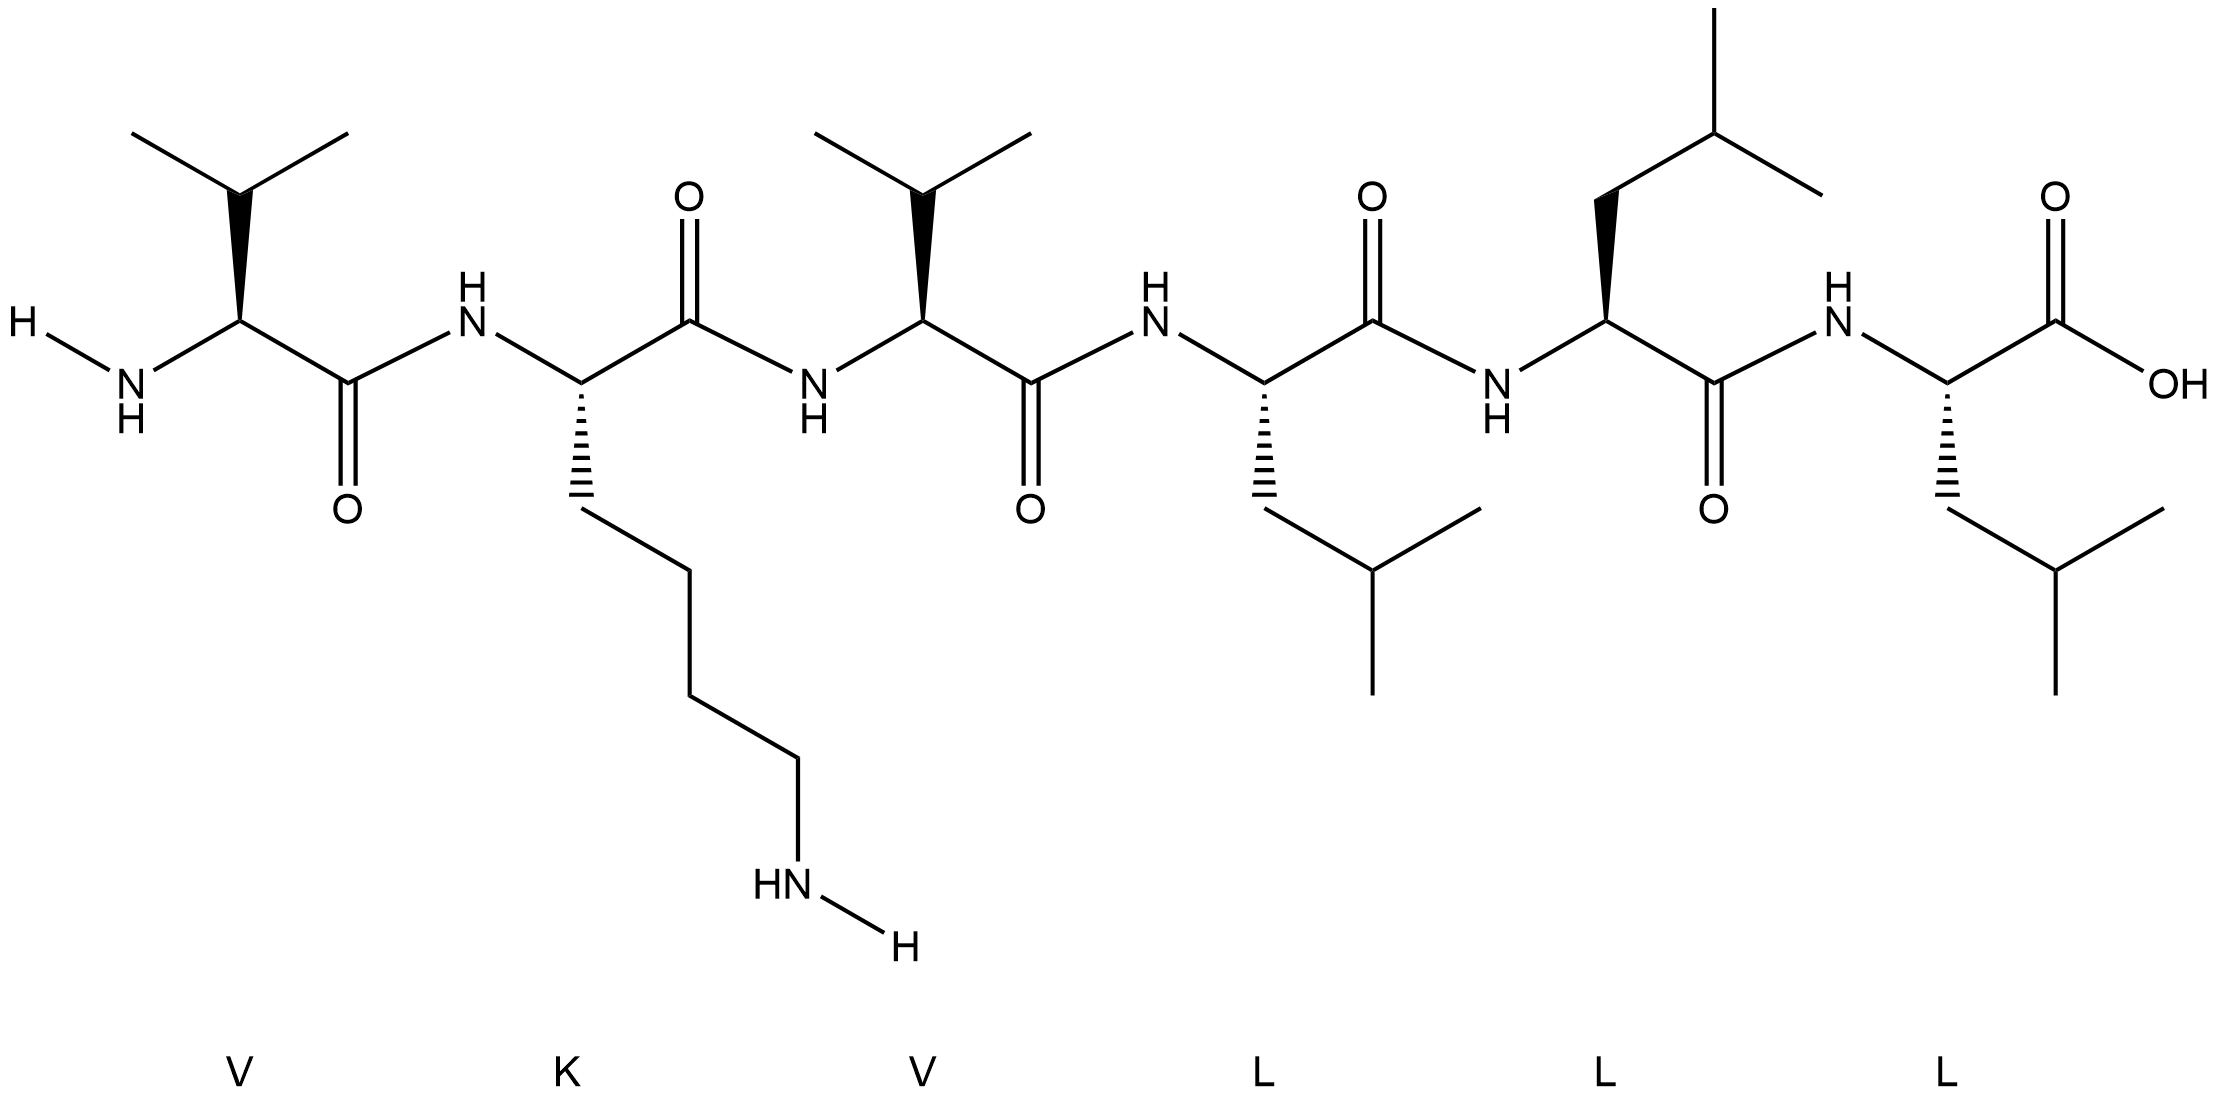 O O O
H H H
H N N N
N N N OH
H H H
O O O
HN
H
V K V L L L